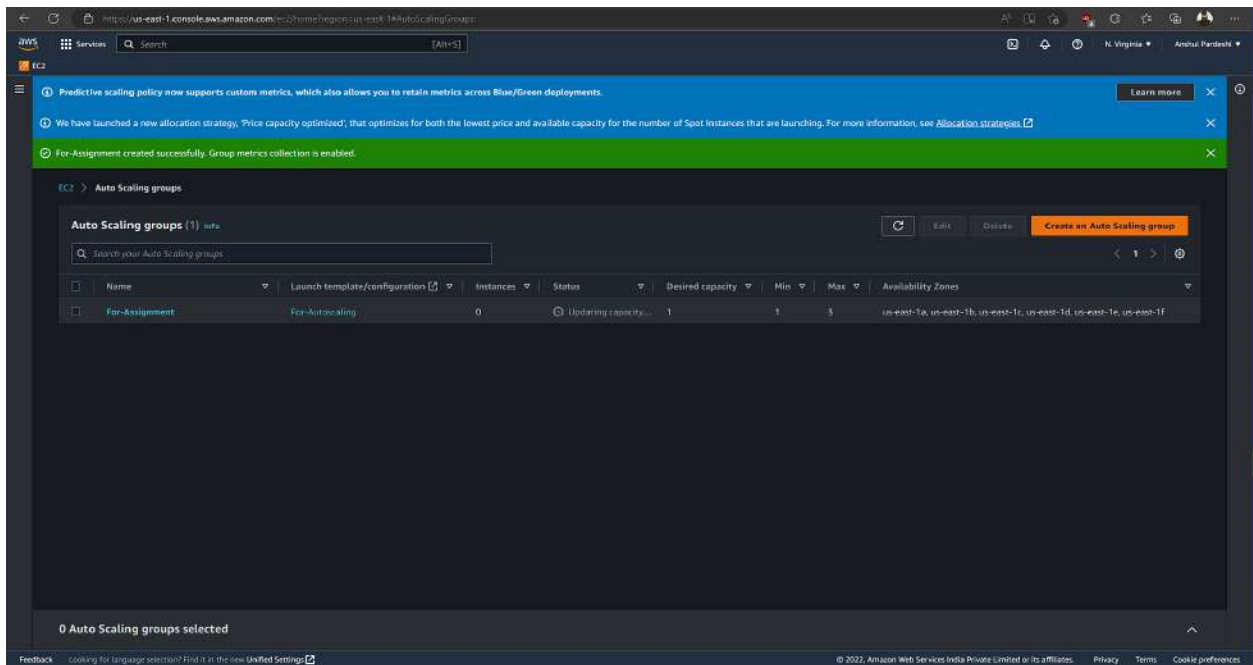 https://us-east-1.console.aws.amazon.com/ec2/home?region=us-east-1#AutoScalingGroups:
aws Services Search [Alt+S] N. Virginia Anshul Pardeshi
EC2
Predictive scaling policy now supports custom metrics, which also allows you to retain metrics across Blue/Green deployments. Learn more
We have launched a new allocation strategy, 'Price capacity optimized', that optimizes for both the lowest price and available capacity for the number of Spot Instances that are launching. For more information, see Allocation strategies
For-Assignment created successfully. Group metrics collection is enabled.
EC2 > Auto Scaling groups
Auto Scaling groups (1) Info Edit Delete Create an Auto Scaling group
Search your Auto Scaling groups < 1 >
Name Launch template/configuration Instances Status Desired capacity Min Max Availability Zones
For-Assignment For-Autoscaling 0 Updating capacity... 1 1 3 us-east-1a, us-east-1b, us-east-1c, us-east-1d, us-east-1e, us-east-1f
0 Auto Scaling groups selected
Feedback Looking for language selection? Find it in the new Unified Settings © 2022, Amazon Web Services India Private Limited or its affiliates. Privacy Terms Cookie preferences